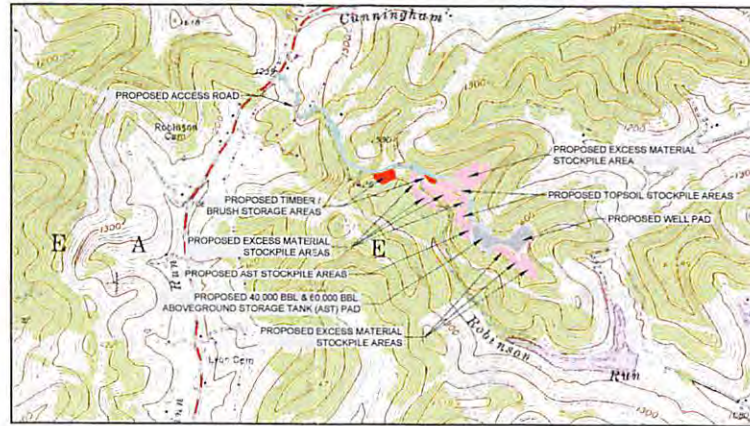 Cunningham
1300
PROPOSED ACCESS ROAD
Robinson
Cem
1200
PROPOSED EXCESS MATERIAL
STOCKPILE AREA
PROPOSED TIMBER /
BRUSH STORAGE AREAS
PROPOSED TOPSOIL STOCKPILE AREAS
PROPOSED WELL PAD
PROPOSED EXCESS MATERIAL
STOCKPILE AREAS
E A E
1300
PROPOSED AST STOCKPILE AREAS
Run
PROPOSED 40,000 BBL & 60,000 BBL
ABOVEGROUND STORAGE TANK (AST) PAD
PROPOSED EXCESS MATERIAL
STOCKPILE AREAS
1300
Robinson
Run
Lyon Cem
1300